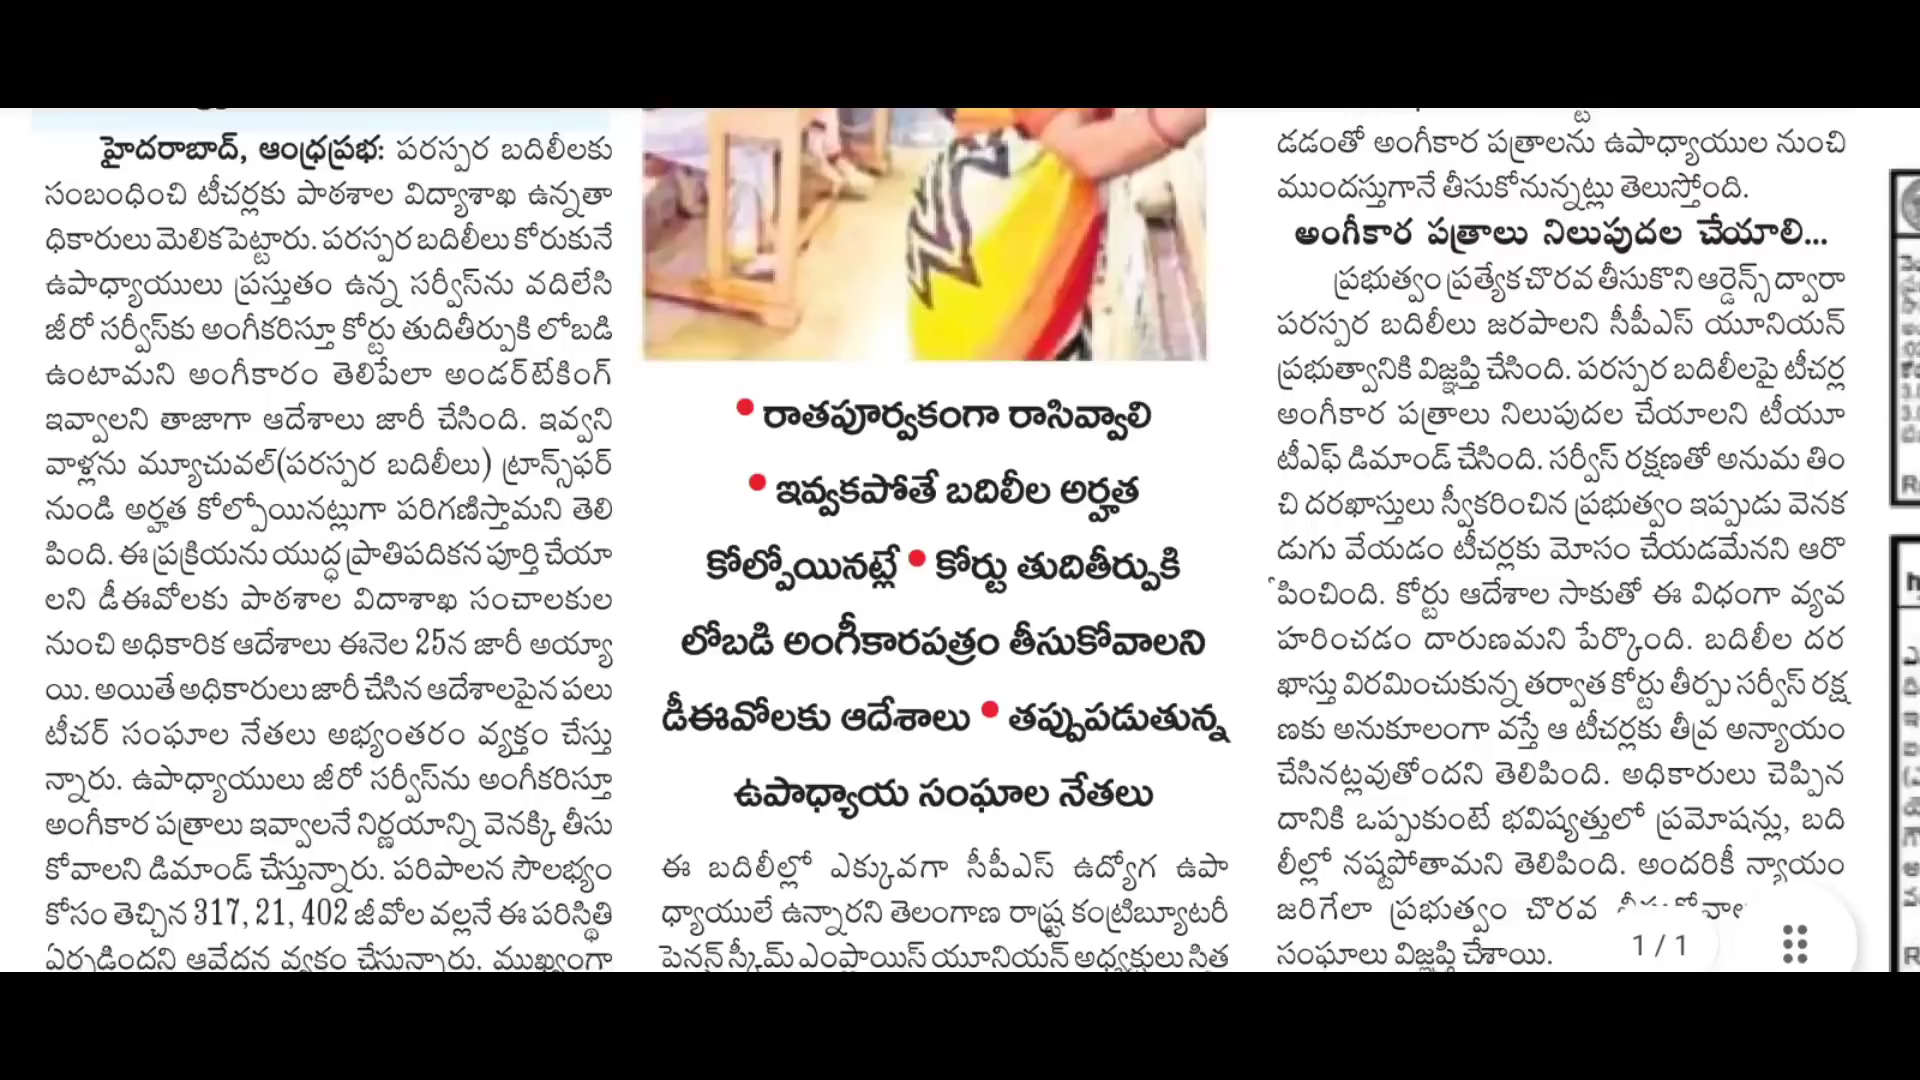 హైదరాబాద్, ఆంధ్రప్రభ: పరస్పర బదిలీలకు
సంబంధించి టీచర్లకు పాఠశాల విద్యాశాఖ ఉన్నతా
ధికారులు మెలికపెట్టారు. పరస్పర బదిలీలు కోరుకునే
ఉపాధ్యాయులు ప్రస్తుతం ఉన్న సర్వీస్‌ను వదిలేసి
జీరో సర్వీస్‌కు అంగీకరిస్తూ కోర్టు తుదితీర్పుకి లోబడి
ఉంటామని అంగీకారం తెలిపేలా అండర్‌టేకింగ్
ఇవ్వాలని తాజాగా ఆదేశాలు జారీ చేసింది. ఇవ్వని
వాళ్లను మ్యూచువల్(పరస్పర బదిలీలు) ట్రాన్స్‌ఫర్
నుండి అర్హత కోల్పోయినట్లుగా పరిగణిస్తామని తెలి
పింది. ఈ ప్రక్రియను యుద్ధ ప్రాతిపదికన పూర్తి చేయా
లని డీఈవోలకు పాఠశాల విదాశాఖ సంచాలకుల
నుంచి అధికారిక ఆదేశాలు ఈనెల 25న జారీ అయ్యా
యి. అయితే అధికారులు జారీ చేసిన ఆదేశాలపైన పలు
టీచర్ సంఘాల నేతలు అభ్యంతరం వ్యక్తం చేస్తు
న్నారు. ఉపాధ్యాయులు జీరో సర్వీస్‌ను అంగీకరిస్తూ
అంగీకార పత్రాలు ఇవ్వాలనే నిర్ణయాన్ని వెనక్కి తీసు
కోవాలని డిమాండ్ చేస్తున్నారు. పరిపాలన సౌలభ్యం
కోసం తెచ్చిన 317, 21, 402 జీవోల వల్లనే ఈ పరిస్థితి
ఏర్పడిందని ఆవేదన వ్యక్తం చేస్తున్నారు. ముఖ్యంగా
• రాతపూర్వకంగా రాసివ్వాలి
• ఇవ్వకపోతే బదిలీల అర్హత
కోల్పోయినట్లే • కోర్టు తుదితీర్పుకి
లోబడి అంగీకారపత్రం తీసుకోవాలని
డీఈవోలకు ఆదేశాలు • తప్పుపడుతున్న
ఉపాధ్యాయ సంఘాల నేతలు
ఈ బదిలీల్లో ఎక్కువగా సీపీఎస్ ఉద్యోగ ఉపా
ధ్యాయులే ఉన్నారని తెలంగాణ రాష్ట్ర కంట్రిబ్యూటరీ
పెన్షన్ స్కీమ్ ఎంప్లాయిస్ యూనియన్ అధ్యక్షులు స్థిత
డడంతో అంగీకార పత్రాలను ఉపాధ్యాయుల నుంచి
ముందస్తుగానే తీసుకోనున్నట్లు తెలుస్తోంది.
అంగీకార పత్రాలు నిలుపుదల చేయాలి...
ప్రభుత్వం ప్రత్యేక చొరవ తీసుకొని ఆర్డెన్స్ ద్వారా
పరస్పర బదిలీలు జరపాలని సీపీఎస్ యూనియన్
ప్రభుత్వానికి విజ్ఞప్తి చేసింది. పరస్పర బదిలీలపై టీచర్ల
అంగీకార పత్రాలు నిలుపుదల చేయాలని టీయూ
టీఎఫ్ డిమాండ్ చేసింది. సర్వీస్ రక్షణతో అనుమ తిం
చి దరఖాస్తులు స్వీకరించిన ప్రభుత్వం ఇప్పుడు వెనక
డుగు వేయడం టీచర్లకు మోసం చేయడమేనని ఆరో
పించింది. కోర్టు ఆదేశాల సాకుతో ఈ విధంగా వ్యవ
హరించడం దారుణమని పేర్కొంది. బదిలీల దర
ఖాస్తు విరమించుకున్న తర్వాత కోర్టు తీర్పు సర్వీస్ రక్ష
ణకు అనుకూలంగా వస్తే ఆ టీచర్లకు తీవ్ర అన్యాయం
చేసినట్లవుతోందని తెలిపింది. అధికారులు చెప్పిన
దానికి ఒప్పుకుంటే భవిష్యత్తులో ప్రమోషన్లు, బది
లీల్లో నష్టపోతామని తెలిపింది. అందరికీ న్యాయం
జరిగేలా ప్రభుత్వం చొరవ
సంఘాలు విజ్ఞప్తి చేశాయి.
1 / 1